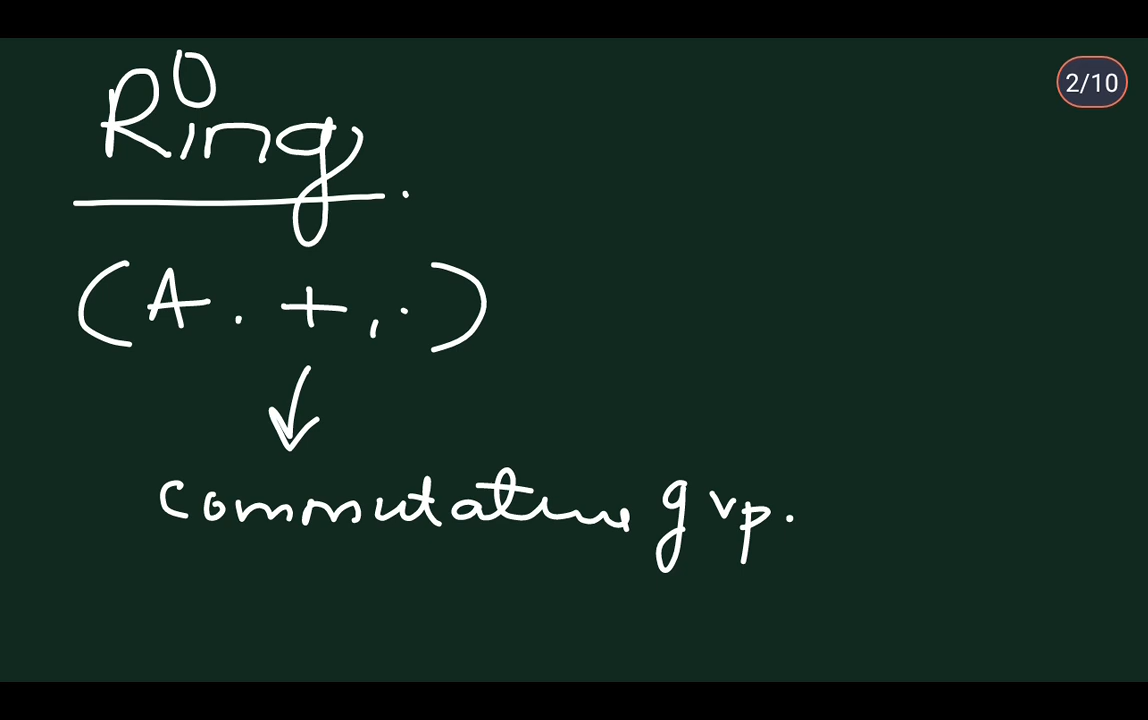 Ring.
2/10
(A. +, .)
commutative grp.